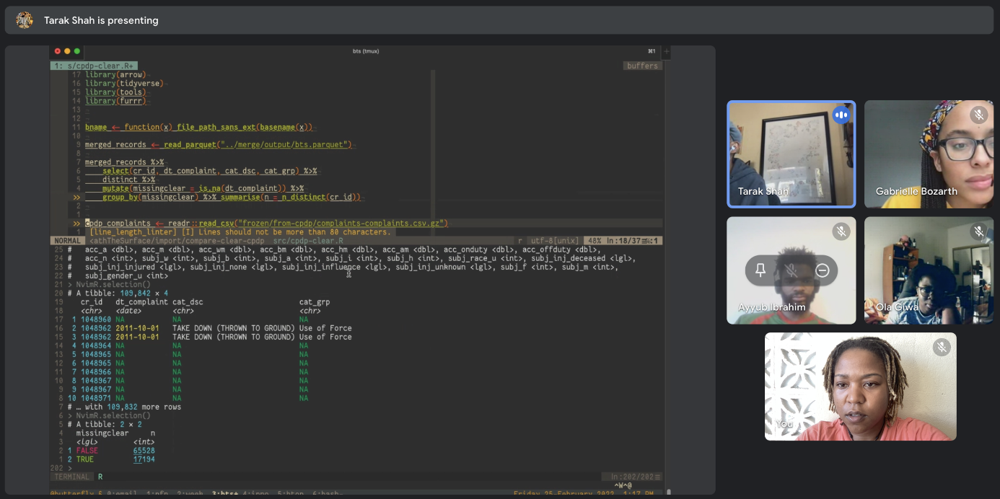 Tarak Shah is presenting
bts (tmux)
⌘1
+
1: s/cpdp-clear.R+
buffers
17 library(arrow)
16 library(tidyverse)
15 library(tools)
14 library(furrr)
13
12
11 bname ← function(x) file_path_sans_ext(basename(x))
10
9 merged_records ← read_parquet("../merge/output/bts.parquet")
8
7 merged_records %>%
6 select(cr_id, dt_complaint, cat_dsc, cat_grp) %>%
5 distinct %>%
4 mutate(missingclear = is.na(dt_complaint)) %>%
>> group_by(missingclear) %>% summarise(n = n_distinct(cr_id))
2
1
>> cpdp_complaints ← readr::read_csv("frozen/from-cpdp/complaints-complaints.csv.gz")
1 [line_length_linter] [I] Lines should not be more than 80 characters.
NORMAL <athTheSurface/import/compare-clear-cpdp src/cpdp-clear.R r utf-8[unix] 48% ln:18/37≡:1
25 # acc_a <dbl>, acc_m <dbl>, acc_wm <dbl>, acc_bm <dbl>, acc_hm <dbl>, acc_am <dbl>, acc_onduty <dbl>, acc_offduty <dbl>,
24 # acc_n <int>, subj_w <int>, subj_b <int>, subj_a <int>, subj_i <int>, subj_h <int>, subj_race_u <int>, subj_inj_deceased <lgl>,
23 # subj_inj_injured <lgl>, subj_inj_none <lgl>, subj_inj_influence <lgl>, subj_inj_unknown <lgl>, subj_f <int>, subj_m <int>,
22 # subj_gender_u <int>
21 > NvimR.selection()
20 # A tibble: 109,842 × 4
19 cr_id dt_complaint cat_dsc cat_grp
18 <chr> <date> <chr> <chr>
17 1 1048960 NA NA NA
16 2 1048962 2011-10-01 TAKE DOWN (THROWN TO GROUND) Use of Force
15 3 1048962 2011-10-01 TAKE DOWN (THROWN TO GROUND) Use of Force
14 4 1048964 NA NA NA
13 5 1048965 NA NA NA
12 6 1048965 NA NA NA
11 7 1048966 NA NA NA
10 8 1048967 NA NA NA
9 9 1048967 NA NA NA
8 10 1048971 NA NA NA
7 # … with 109,832 more rows
6 > NvimR.selection()
5 # A tibble: 2 × 2
4 missingclear n
3 <lgl> <int>
2 1 FALSE 65528
1 2 TRUE 17194
202 >
TERMINAL R ln:202/202≡
^W^@
0:email 3:bts* Friday 25-February 2022 1:17 PM
Tarak Shah
Gabrielle Bozarth
Ayyub Ibrahim
Ola Giwa
You